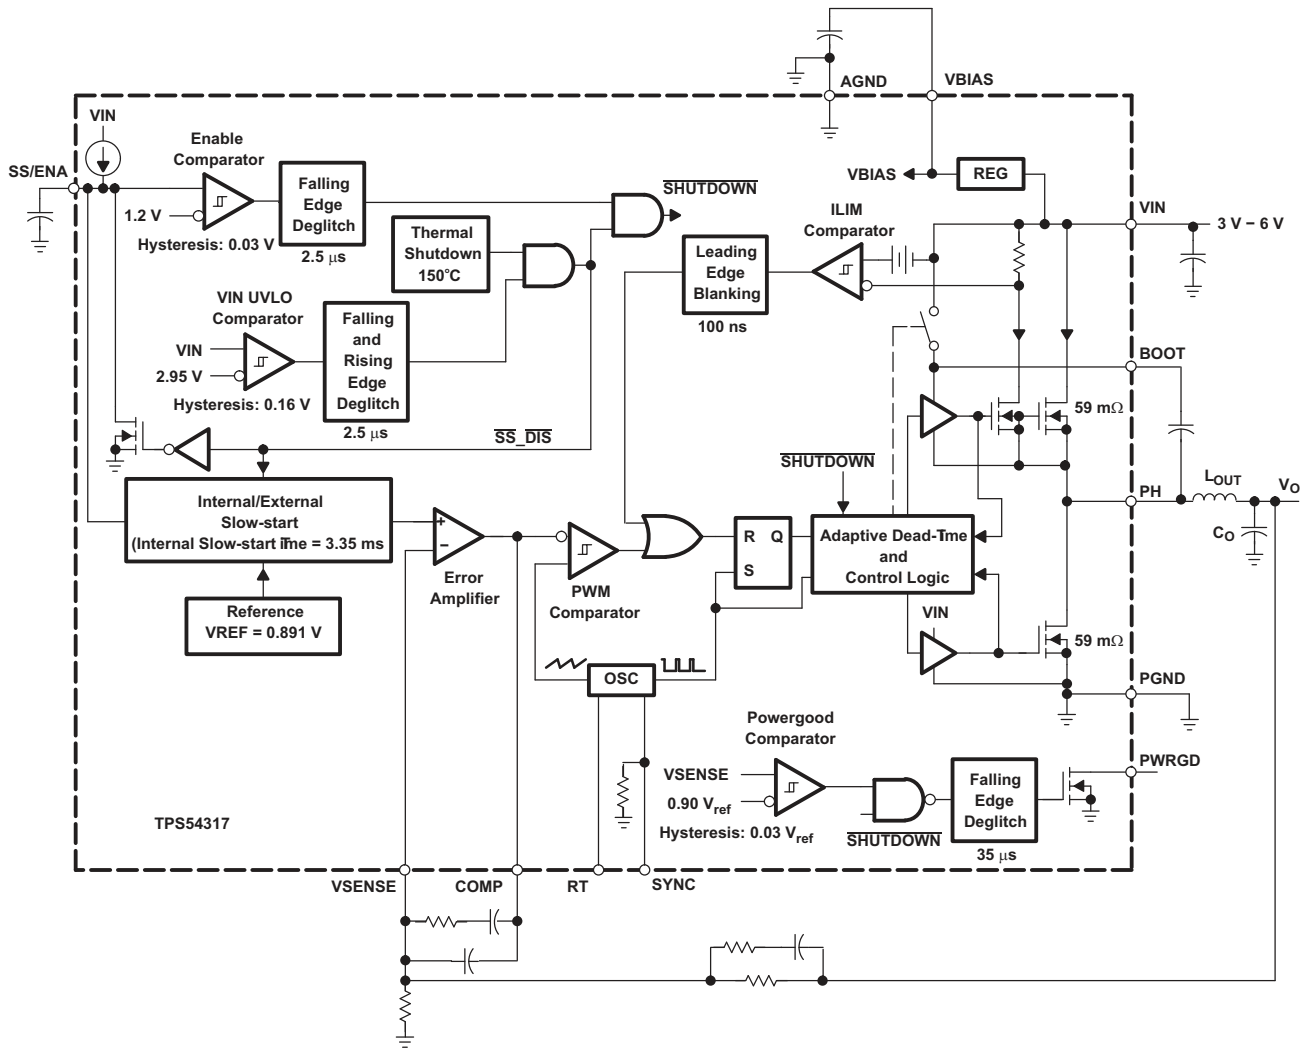 AGND
VBIAS
VIN
Enable
Comparator
SS/ENA
1.2 V
Hysteresis: 0.03 V
Falling
Edge
Deglitch
2.5 μs
SHUTDOWN
Thermal
Shutdown
150°C
VBIAS
REG
ILIM
Comparator
VIN
3 V – 6 V
Leading
Edge
Blanking
100 ns
VIN UVLO
Comparator
VIN
2.95 V
Hysteresis: 0.16 V
Falling
and
Rising
Edge
Deglitch
2.5 μs
BOOT
59 mΩ
SS_DIS
SHUTDOWN
PH
LOUT
VO
CO
Internal/External
Slow-start
(Internal Slow-start Time = 3.35 ms
Reference
VREF = 0.891 V
Error
Amplifier
PWM
Comparator
R Q
S
Adaptive Dead-Time
and
Control Logic
VIN
59 mΩ
OSC
PGND
Powergood
Comparator
VSENSE
0.90 Vref
Hysteresis: 0.03 Vref
SHUTDOWN
Falling
Edge
Deglitch
35 μs
PWRGD
TPS54317
VSENSE
COMP
RT
SYNC